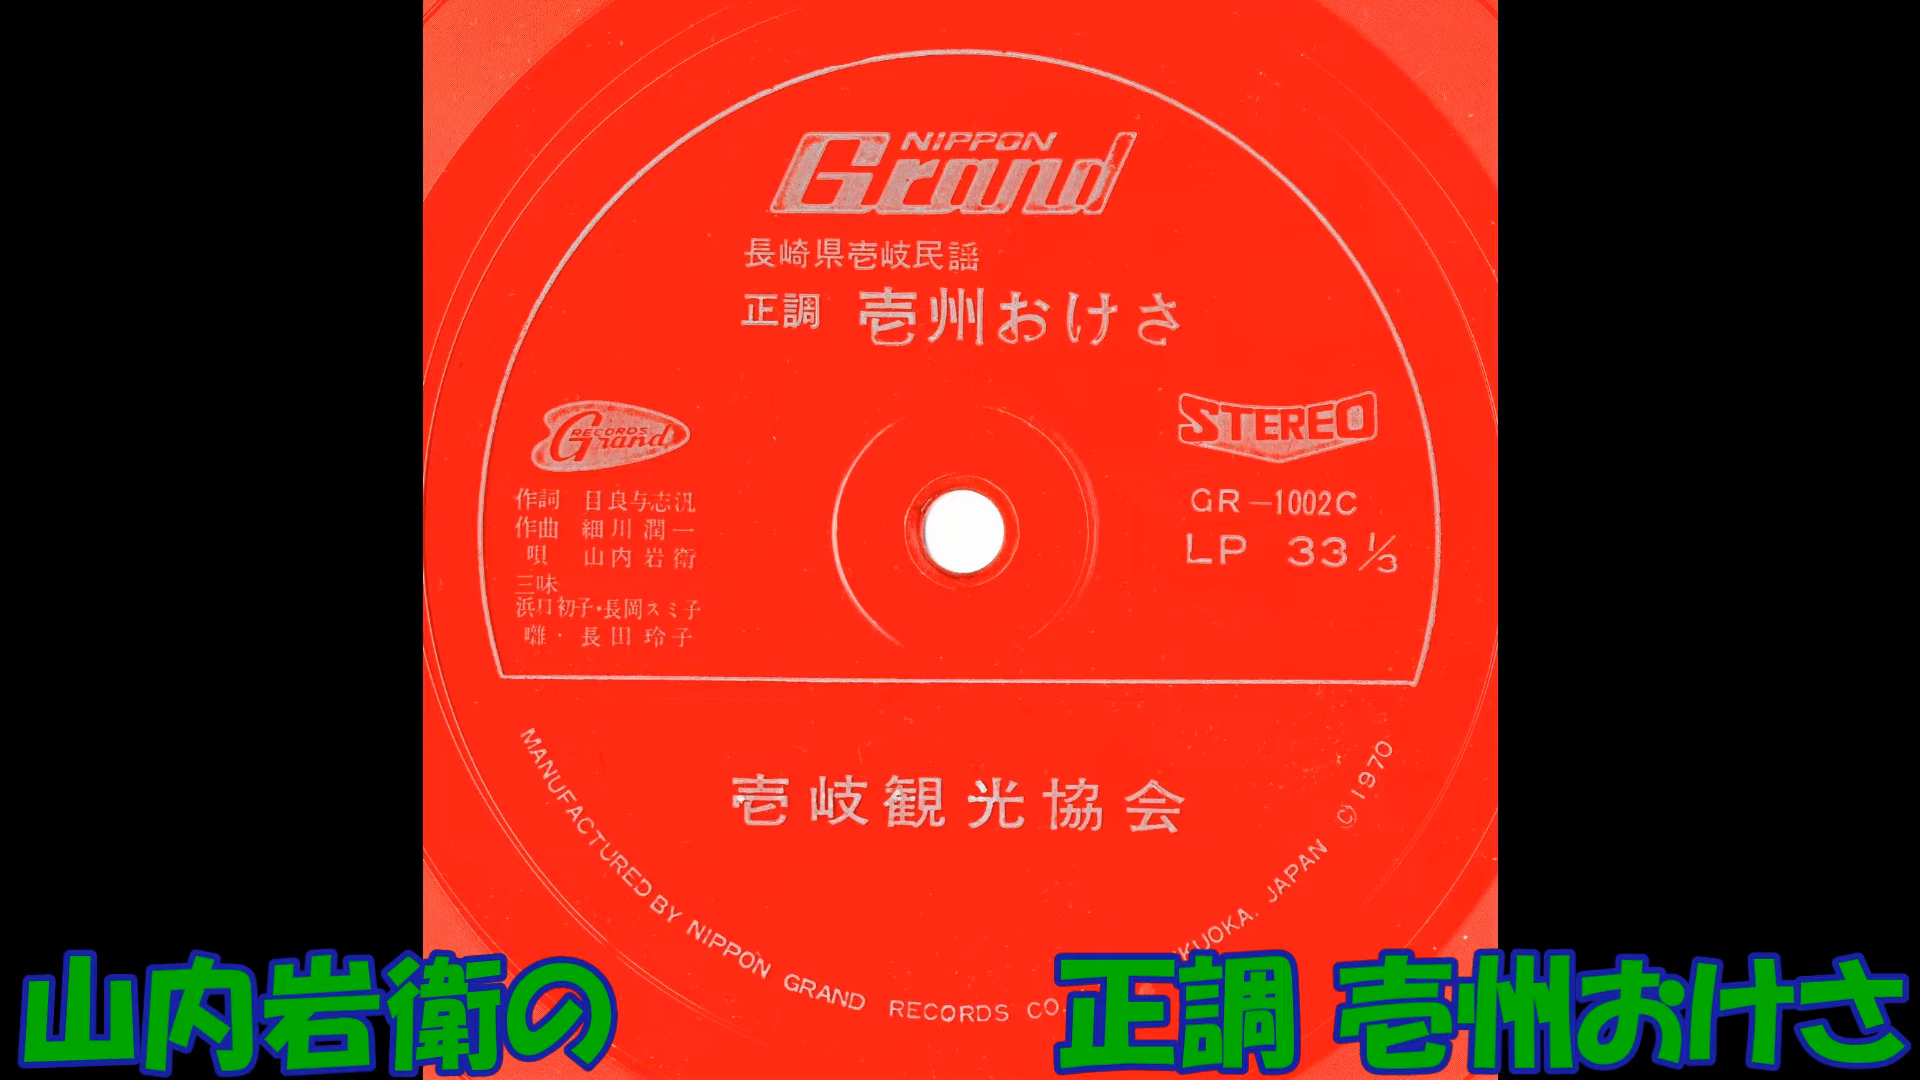 NIPPON
Grand
長崎県壱岐民謡
正調 壱州おけさ
RECORDS
Grand
作詞 目良与志汎
作曲 細川潤一
唄 山内岩衛
三味
浜口初子・長岡スミ子
囃・長田玲子
STEREO
GR-1002C
LP 33 1/3
壱岐観光協会
MANUFACTURED BY NIPPON GRAND RECORDS CO. KUOKA. JAPAN Ⓒ1970
山内岩衛の 正調 壱州おけさ